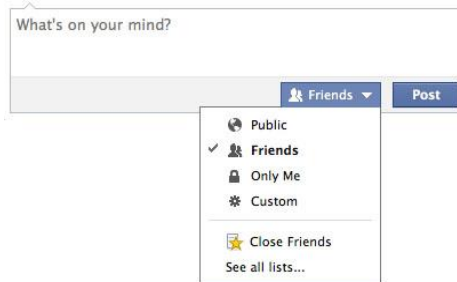 What's on your mind?
Friends Post
Public
Friends
Only Me
Custom
Close Friends
See all lists...